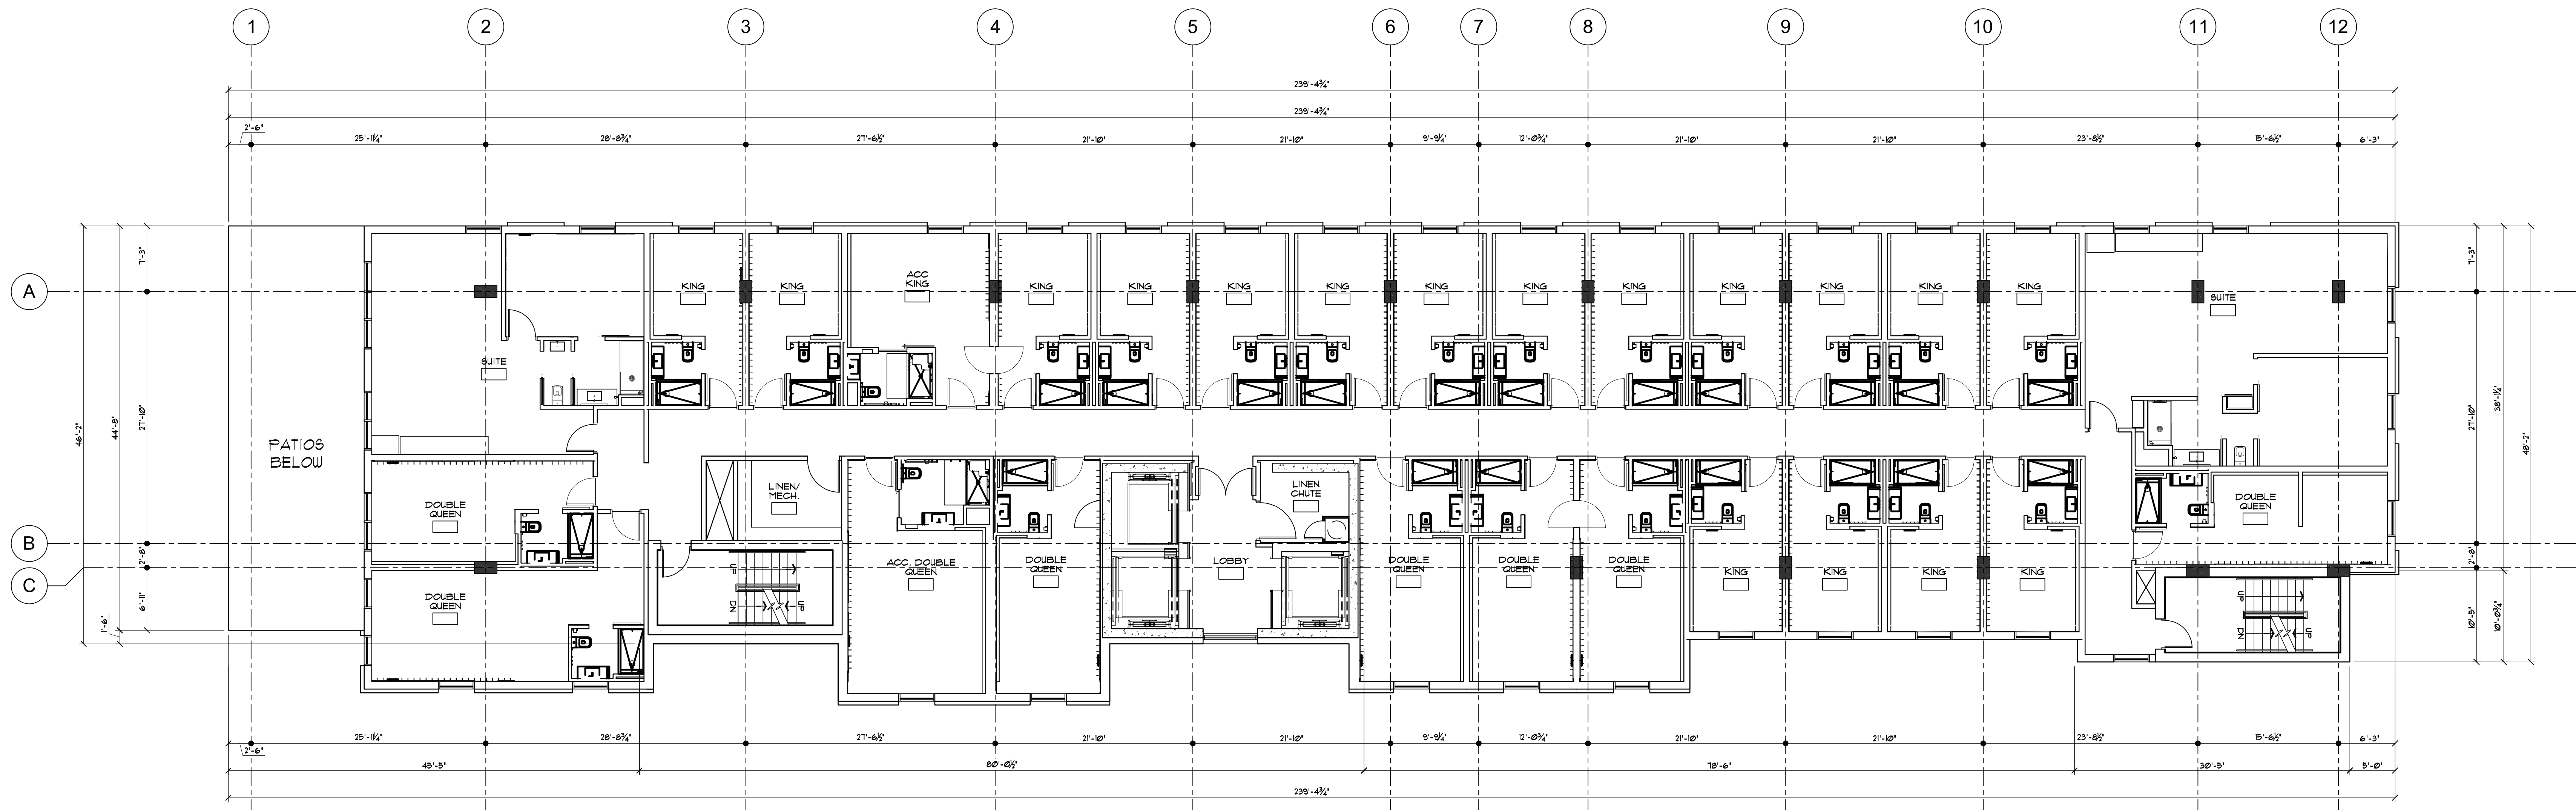 1 2 3 4 5 6 7 8 9 10 11 12
239'-4¾"
239'-4¾"
2'-6" 25'-11¼" 28'-8¾" 27'-6½" 21'-10" 21'-10" 9'-9¼" 12'-0¾" 21'-10" 21'-10" 23'-8½" 15'-6½" 6'-3"
A
B
C
46'-2"
44'-8"
7'-3"
27'-10"
2'-8"
6'-11"
1'-6"
PATIOS
BELOW
SUITE
KING
KING
ACC
KING
KING
KING
KING
KING
KING
KING
KING
KING
KING
KING
KING
SUITE
DOUBLE
QUEEN
DOUBLE
QUEEN
LINEN/
MECH.
UP
DN
UP
ACC. DOUBLE
QUEEN
DOUBLE
QUEEN
LOBBY
LINEN
CHUTE
DOUBLE
QUEEN
DOUBLE
QUEEN
DOUBLE
QUEEN
KING
KING
KING
KING
DOUBLE
QUEEN
UP
DN
UP
7'-3"
27'-10"
2'-8"
10'-5"
38'-1¼"
10'-0¾"
48'-2"
2'-6" 25'-11¼" 28'-8¾" 27'-6½" 21'-10" 21'-10" 9'-9¼" 12'-0¾" 21'-10" 21'-10" 23'-8½" 15'-6½" 6'-3"
45'-5" 80'-0½" 78'-6" 30'-5" 5'-0"
239'-4¾"